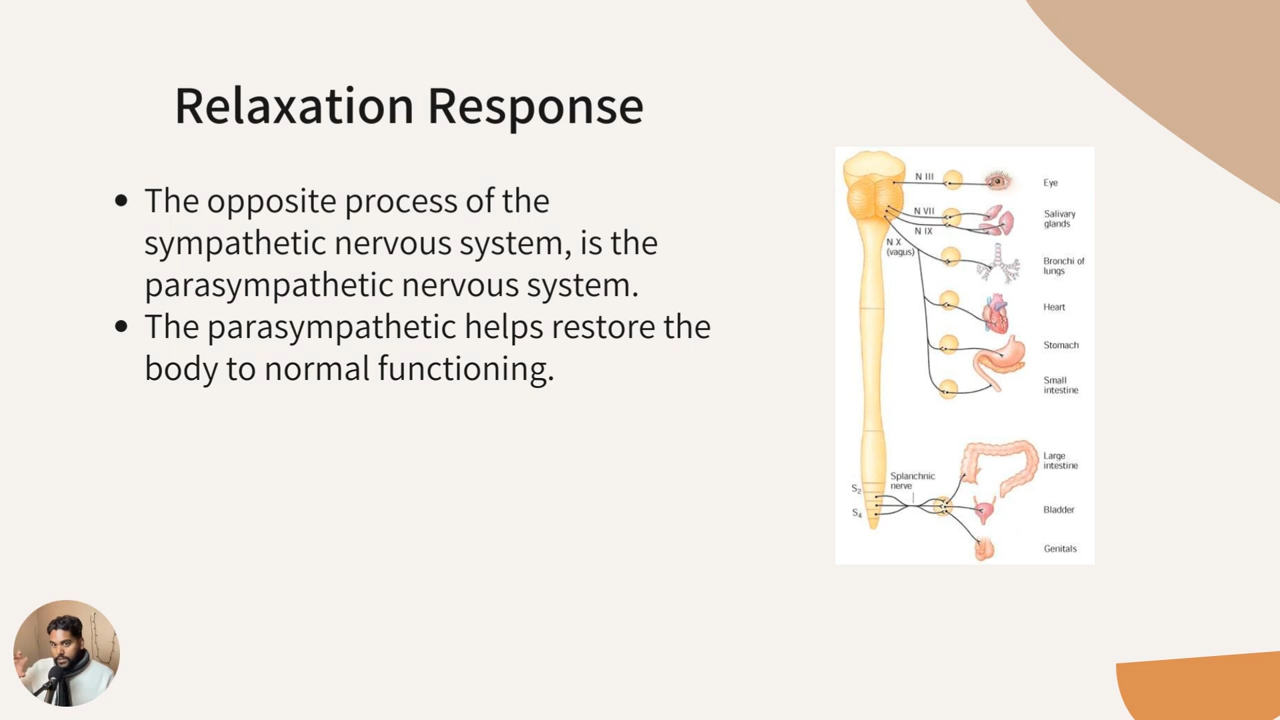 Relaxation Response
The opposite process of the
sympathetic nervous system, is the
parasympathetic nervous system.
The parasympathetic helps restore the
body to normal functioning.
N III
Eye
N VII
Salivary
glands
N IX
N X
(vagus)
Bronchi of
lungs
Heart
Stomach
Small
intestine
Large
intestine
Splanchnic
nerve
S2
S4
Bladder
Genitals